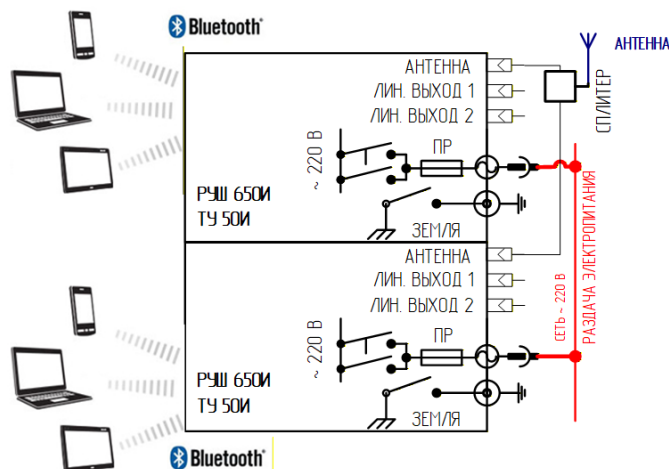 Bluetooth®
АНТЕННА
АНТЕННА
ЛИН. ВЫХОД 1
ЛИН. ВЫХОД 2
СПЛИТЕР
~ 220 В
ПР
РУШ 650И
ТУ 50И
ЗЕМЛЯ
АНТЕННА
ЛИН. ВЫХОД 1
ЛИН. ВЫХОД 2
СЕТЬ ~ 220 В
РАЗДАЧА ЭЛЕКТРОПИТАНИЯ
~ 220 В
ПР
РУШ 650И
ТУ 50И
ЗЕМЛЯ
Bluetooth®